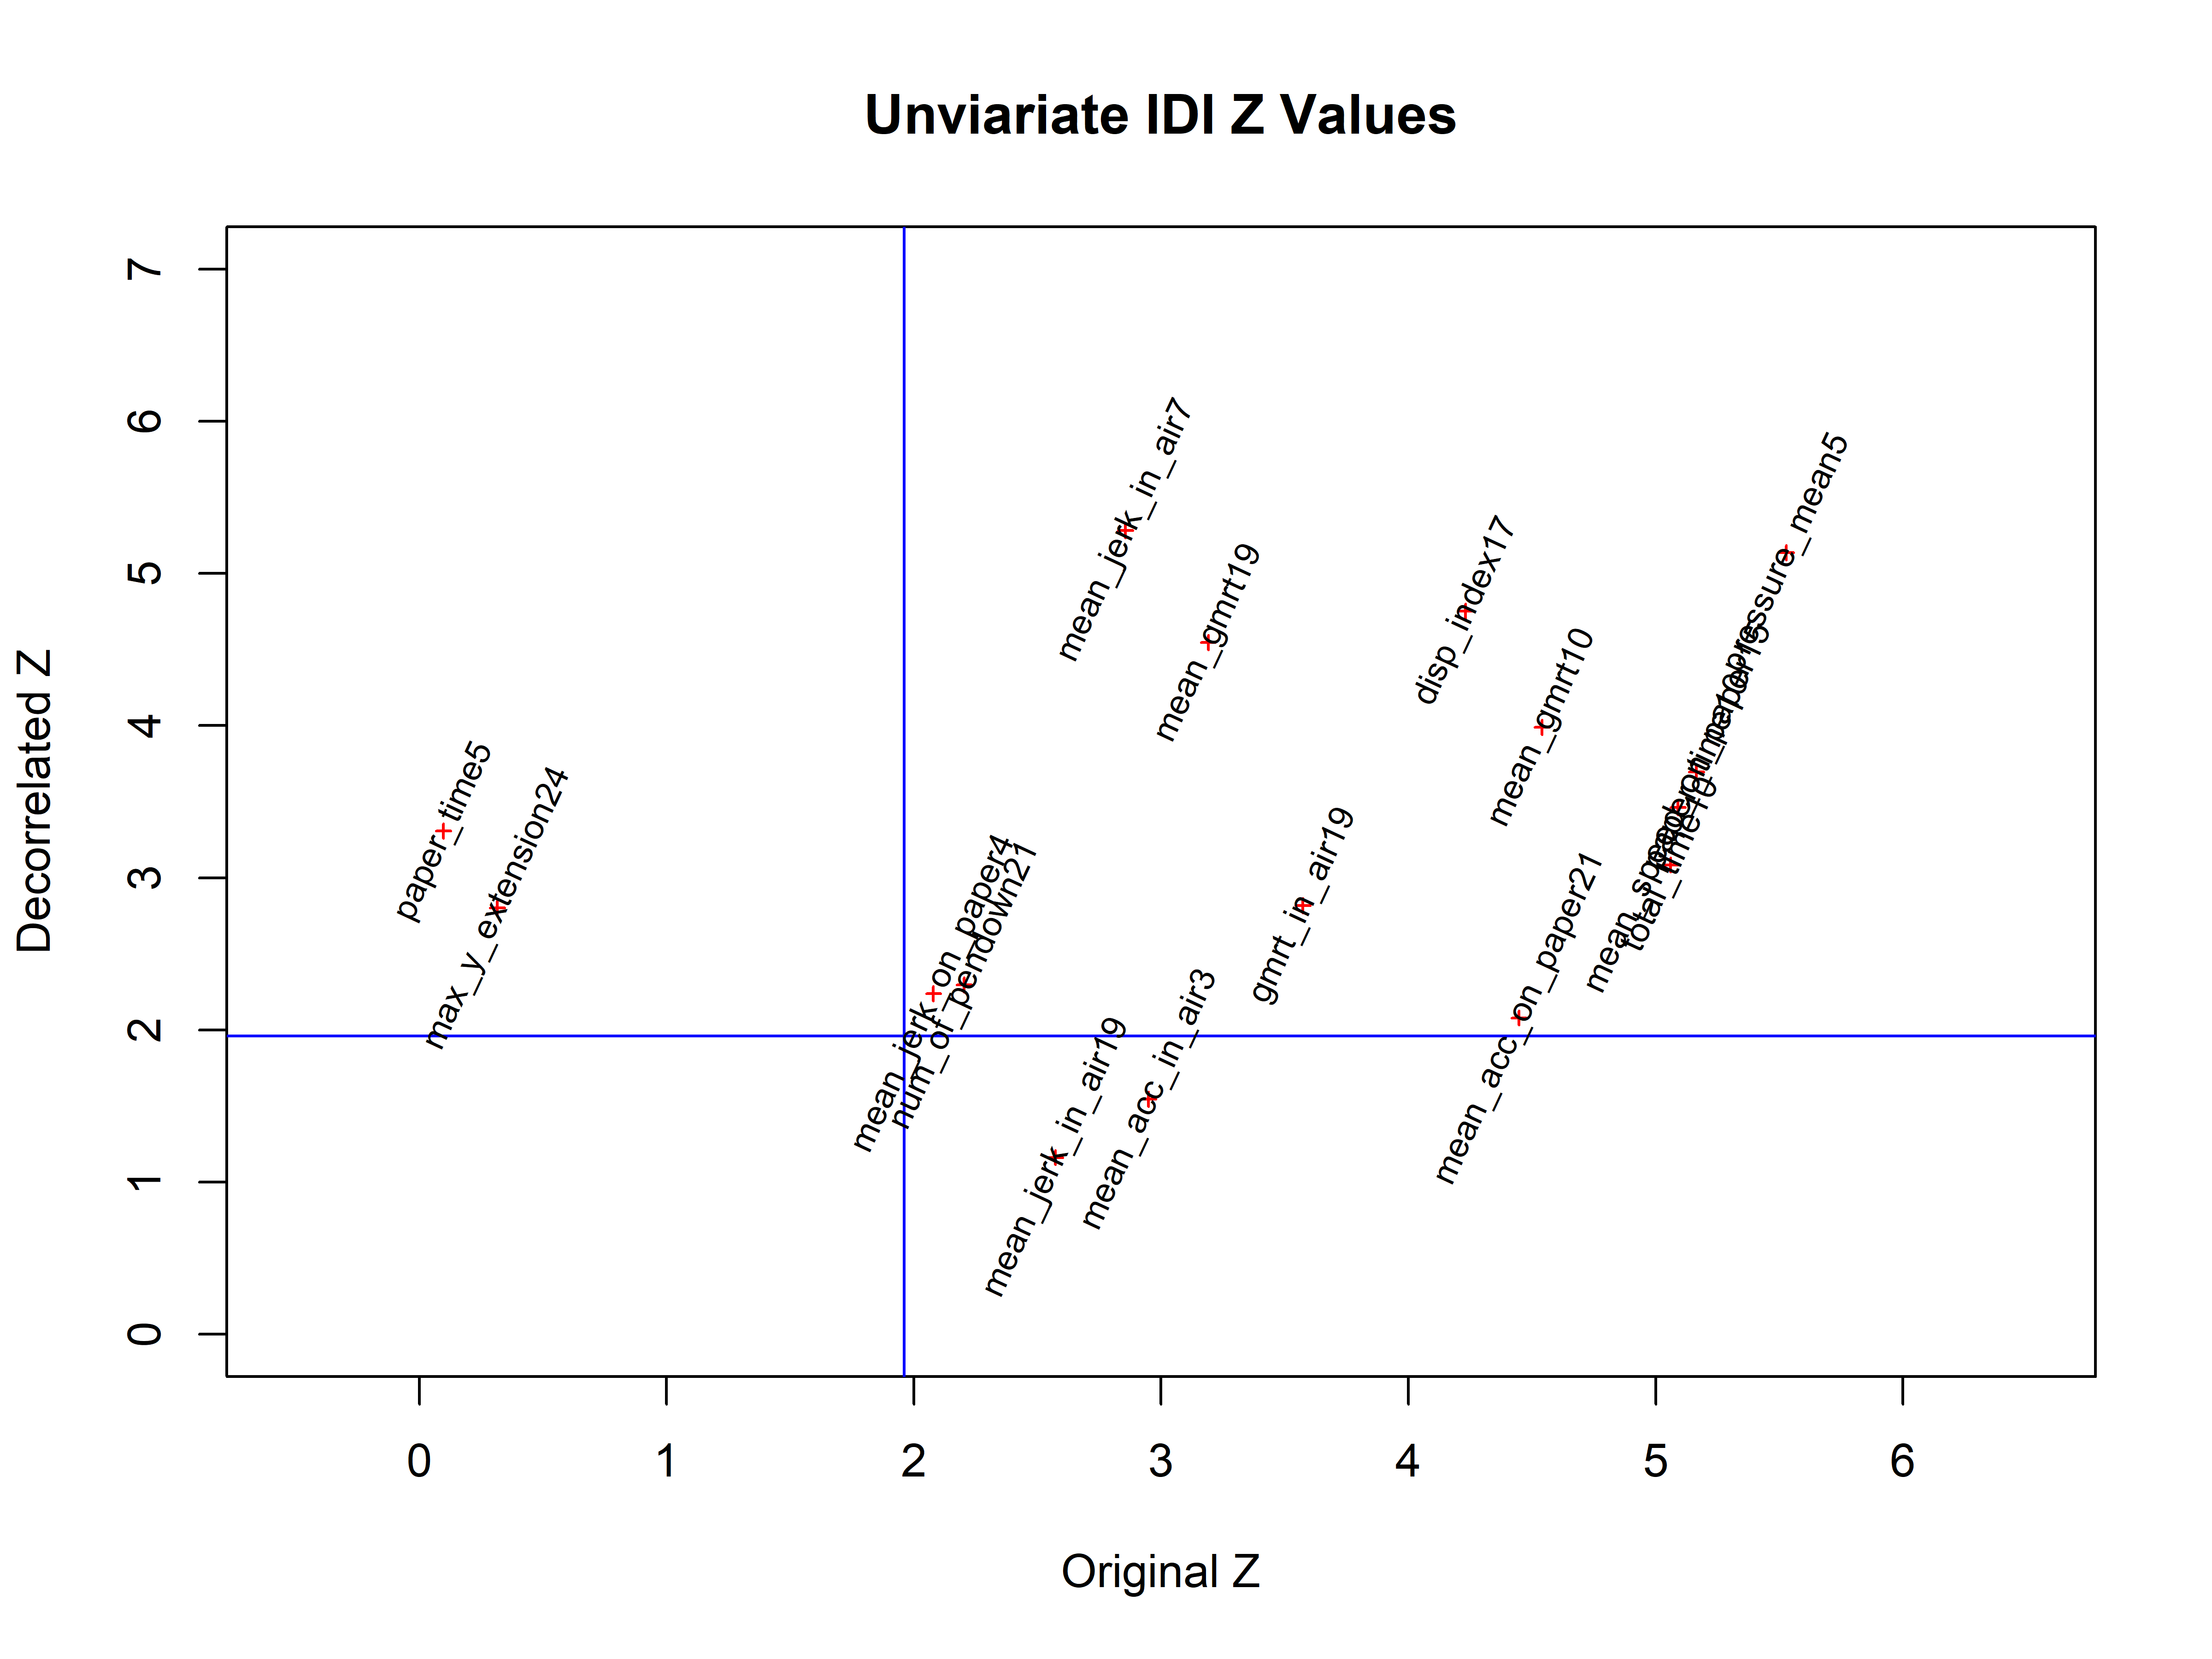 Unviariate IDI Z Values
Decorrelated Z
7
6
5
4
3
2
1
0
mean_jerk_in_air7
mean_gmrt19
disp_index17
pressure_mean5
mean_gmrt10
paper_time5
max_y_extension24
mean_jerk_on_paper4
num_of_pendown21
gmrt_in_air19
mean_acc_on_paper21
total_time10
mean_jerk_in_air19
mean_acc_in_air3
0
1
2
3
4
5
6
Original Z